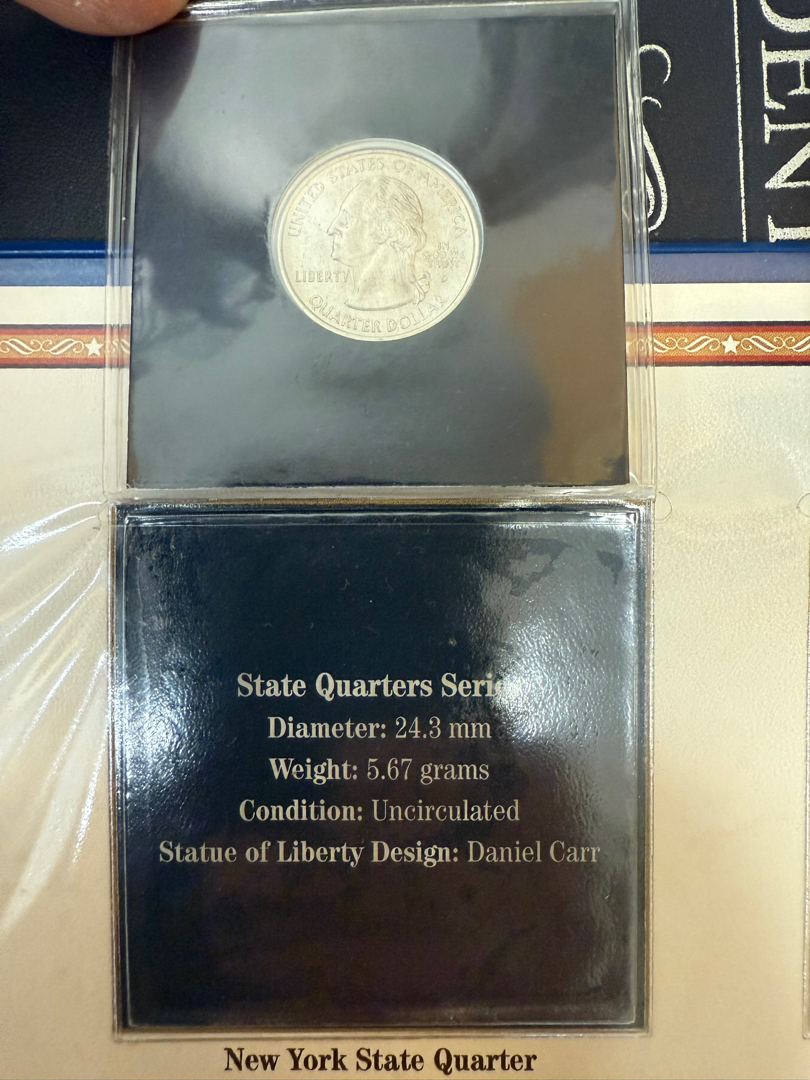 DENT
UNITED STATES OF AMERICA
LIBERTY
IN
GOD WE
TRUST
QUARTER DOLLAR
State Quarters Serie
Diameter: 24.3 mm
Weight: 5.67 grams
Condition: Uncirculated
Statue of Liberty Design: Daniel Carr
New York State Quarter